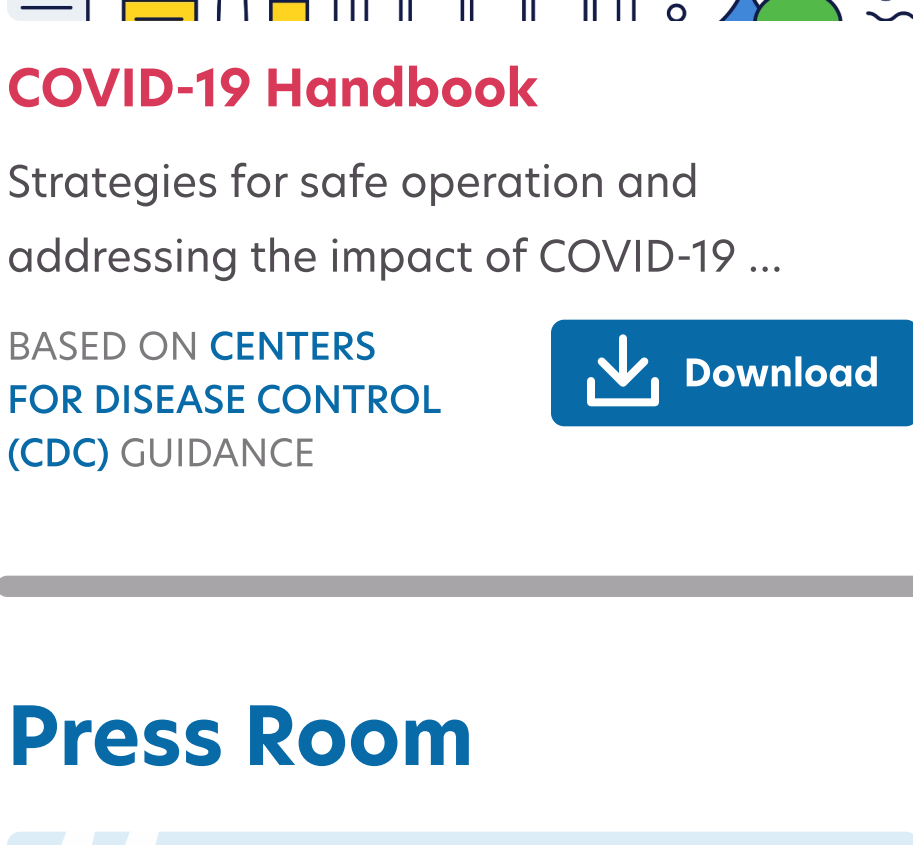 COVID-19 Handbook
Strategies for safe operation and
addressing the impact of COVID-19 ...
BASED ON CENTERS
FOR DISEASE CONTROL
(CDC) GUIDANCE
Download
Press Room